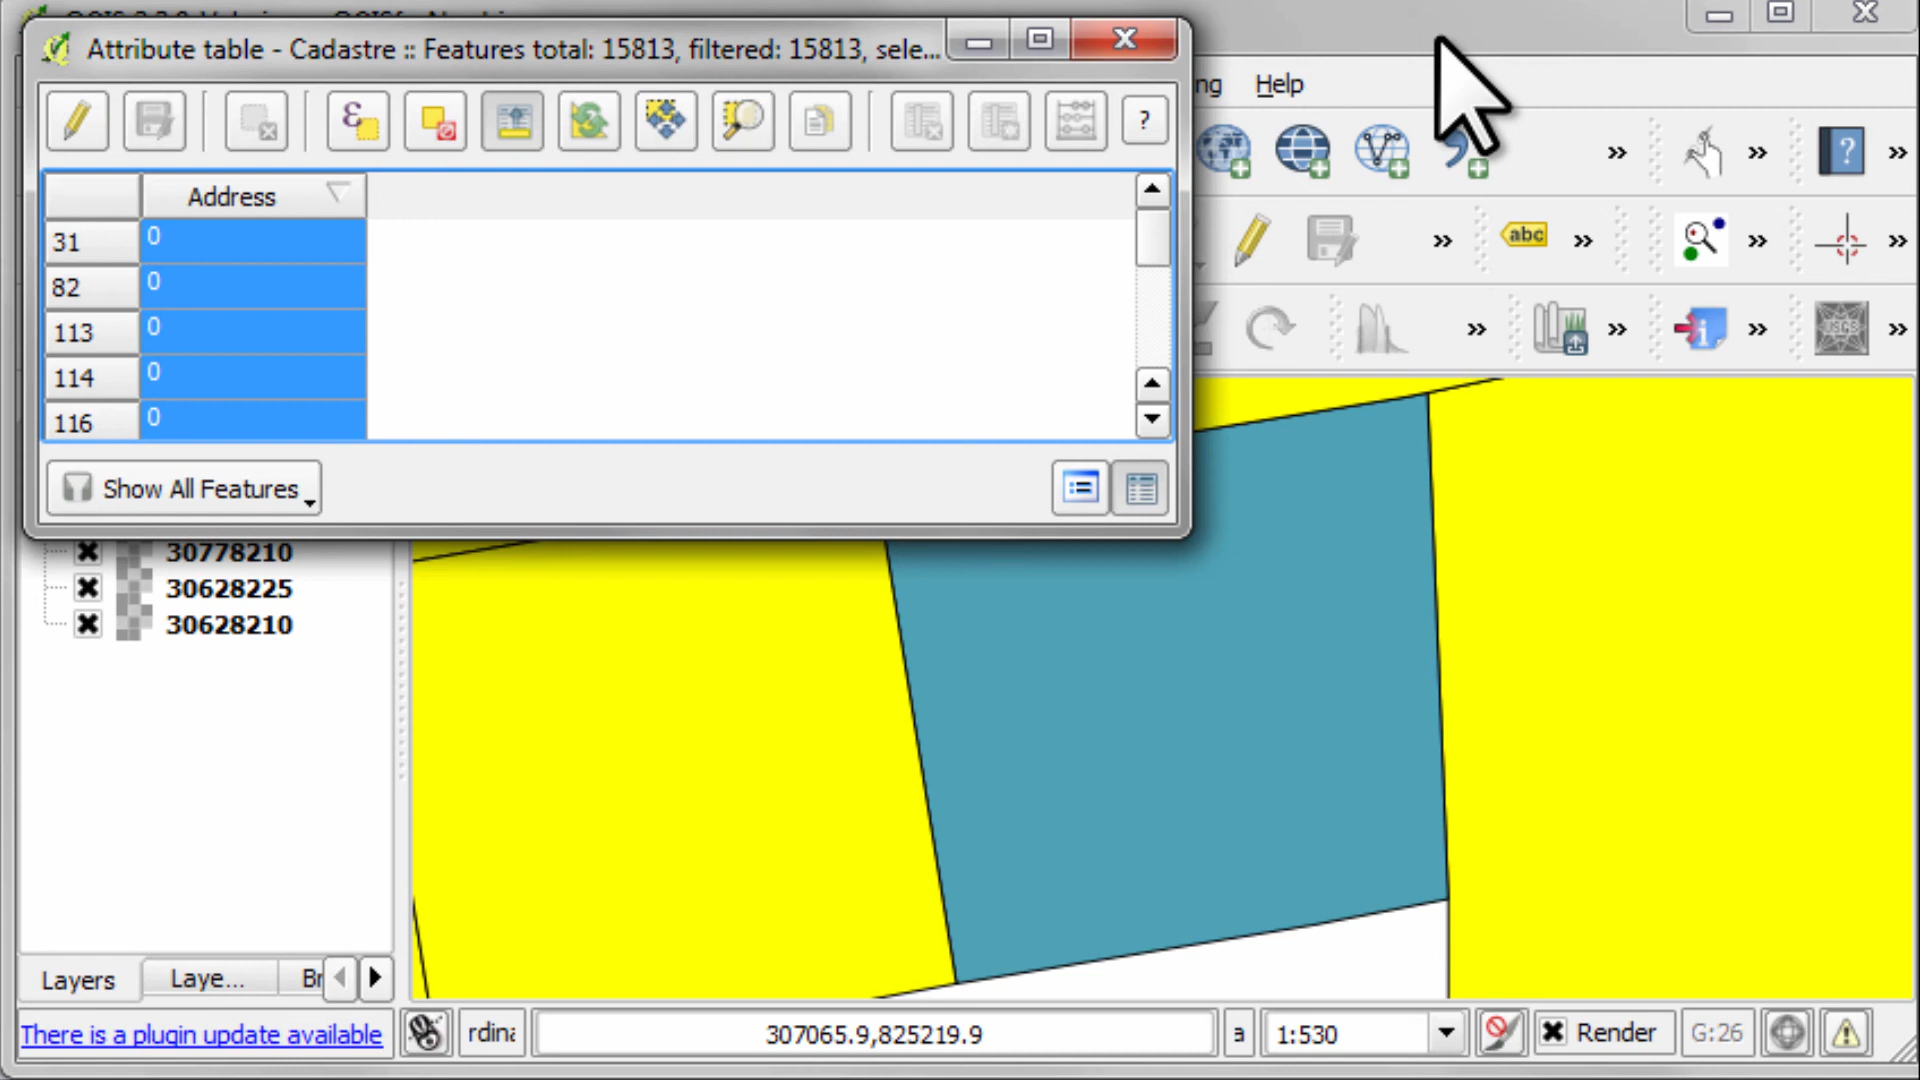 Attribute table - Cadastre :: Features total: 15813, filtered: 15813, sele...
ng Help
ε
?
?
Address
31 0
82 0
113 0
114 0
116 0
abc
USGS
Show All Features
30778210
30628225
30628210
Layers Laye... Br
There is a plugin update available rdina 307065.9,825219.9 a 1:530 Render G:26